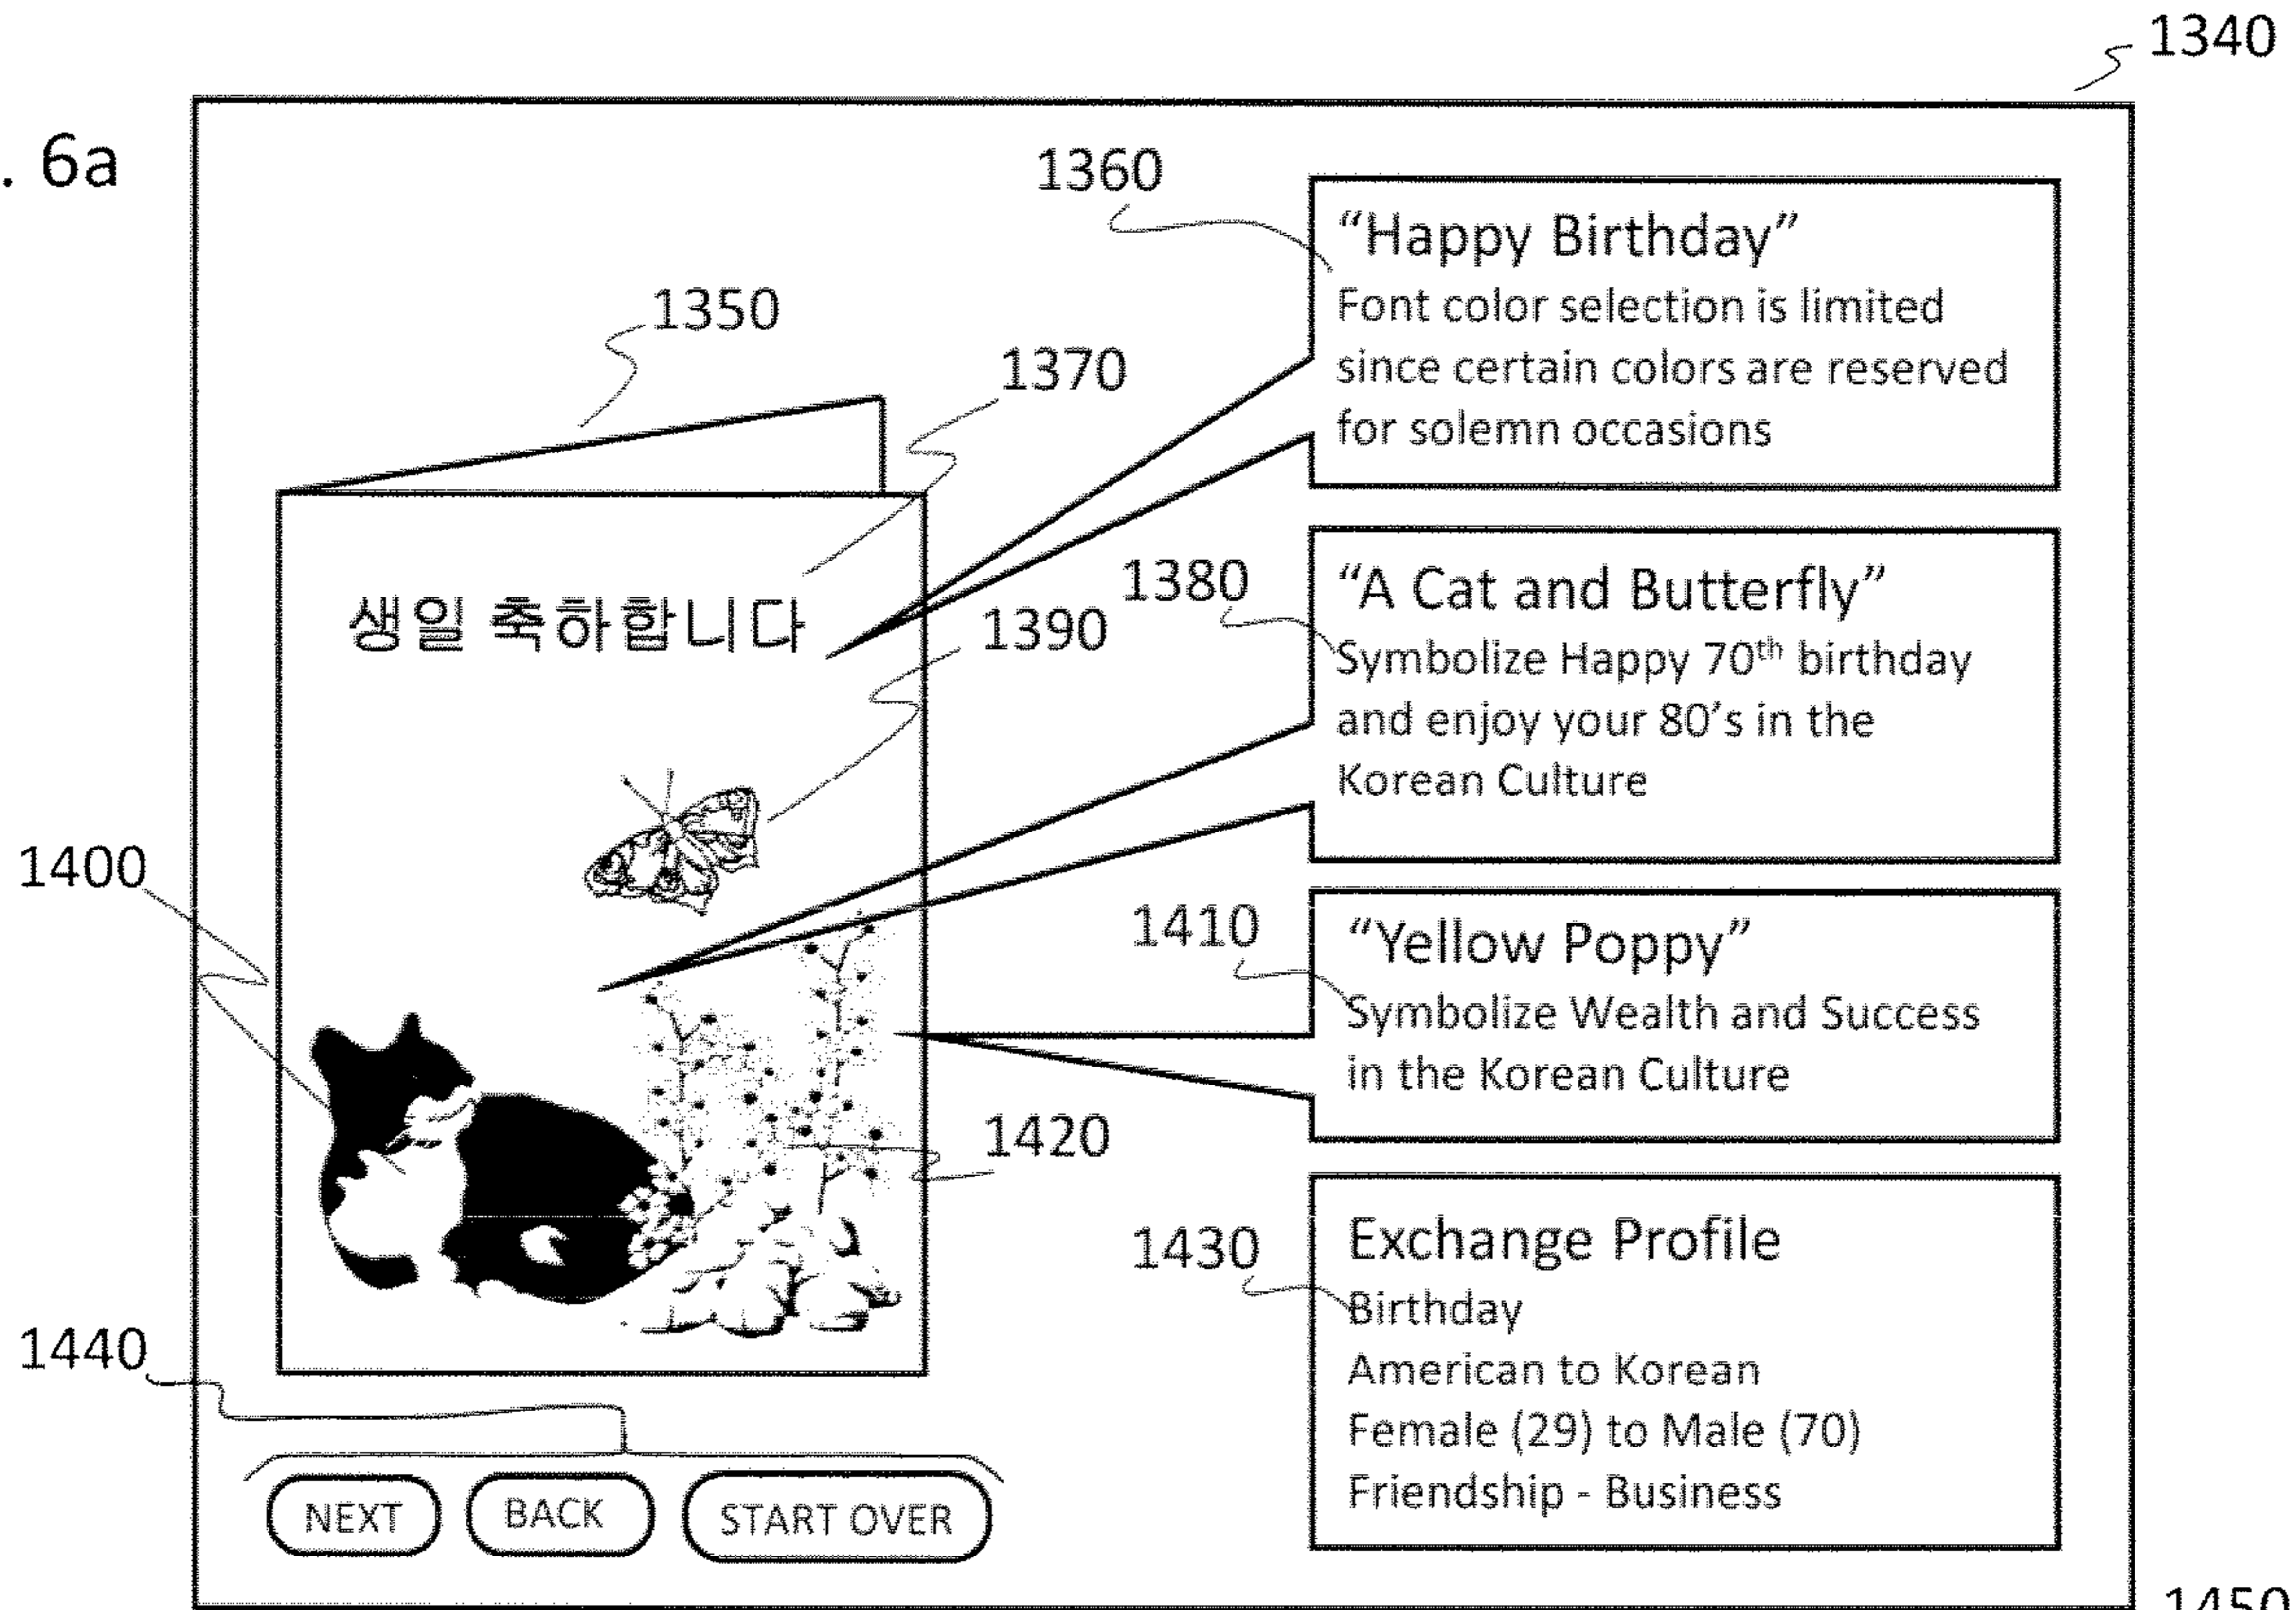 1340
. 6a
1360
"Happy Birthday"
Font color selection is limited
since certain colors are reserved
for solemn occasions
1350
1370
생일 축하합니다
1380
1390
"A Cat and Butterfly"
Symbolize Happy 70th birthday
and enjoy your 80's in the
Korean Culture
1400
1410
"Yellow Poppy"
Symbolize Wealth and Success
in the Korean Culture
1420
1430
Exchange Profile
Birthday
American to Korean
Female (29) to Male (70)
Friendship - Business
1440
NEXT
BACK
START OVER
1450